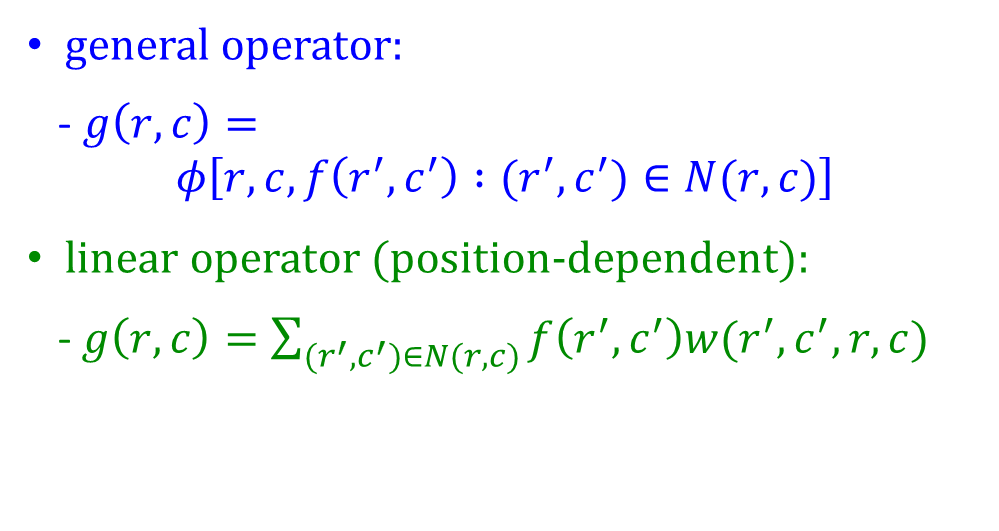 • general operator:
- g(r, c) =
ϕ[r, c, f(r′, c′) : (r′, c′) ∈ N(r, c)]
• linear operator (position-dependent):
- g(r, c) = ∑_{(r′,c′)∈N(r,c)} f(r′, c′)w(r′, c′, r, c)